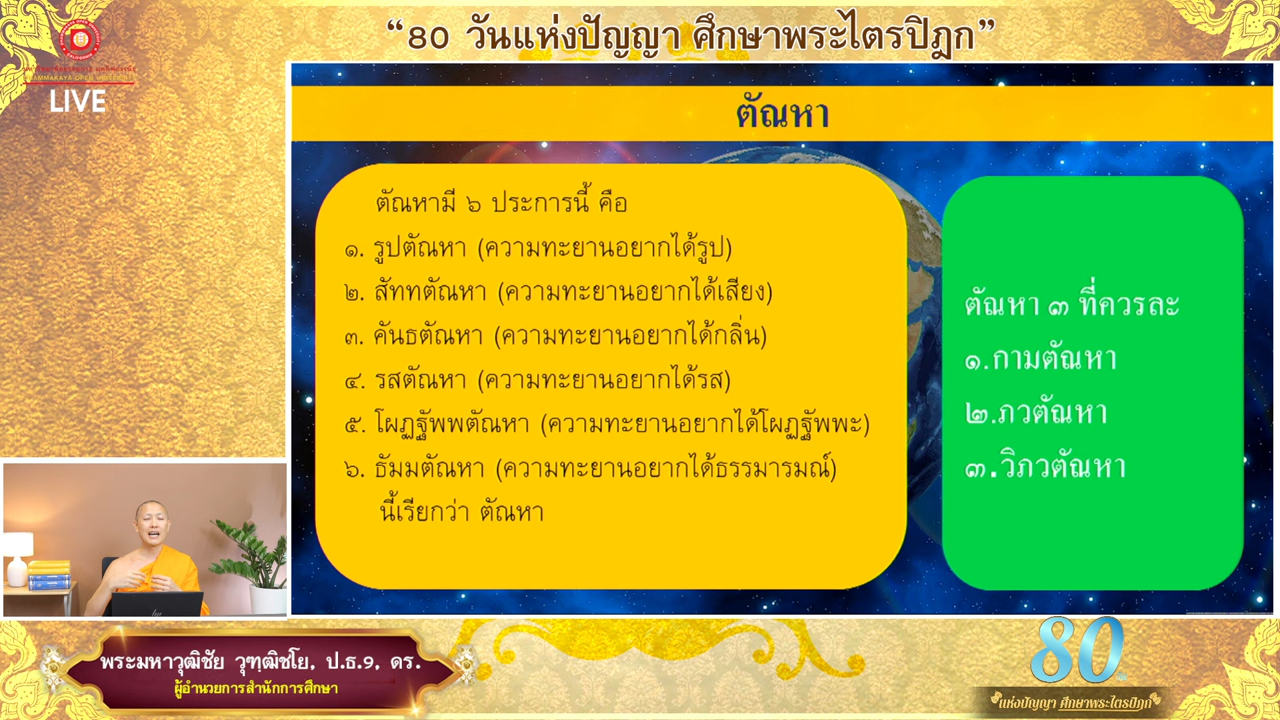 “80 วันแห่งปัญญา ศึกษาพระไตรปิฎก”
DHAMMAKAYA OPEN UNIVERSITY
LIVE
ตัณหา
ตัณหามี ๖ ประการนี้ คือ
๑. รูปตัณหา (ความทะยานอยากได้รูป)
๒. สัททตัณหา (ความทะยานอยากได้เสียง)
๓. คันธตัณหา (ความทะยานอยากได้กลิ่น)
๔. รสตัณหา (ความทะยานอยากได้รส)
๕. โผฏฐัพพตัณหา (ความทะยานอยากได้โผฏฐัพพะ)
๖. ธัมมตัณหา (ความทะยานอยากได้ธรรมารมณ์)
นี้เรียกว่า ตัณหา
ตัณหา ๓ ที่ควรละ
๑.กามตัณหา
๒.ภวตัณหา
๓.วิภวตัณหา
พระมหาวุฒิชัย วุฑฺฒิชโย, ป.ธ.9, ดร.
ผู้อำนวยการสำนักการศึกษา
80
แห่งปัญญา ศึกษาพระไตรปิฎก